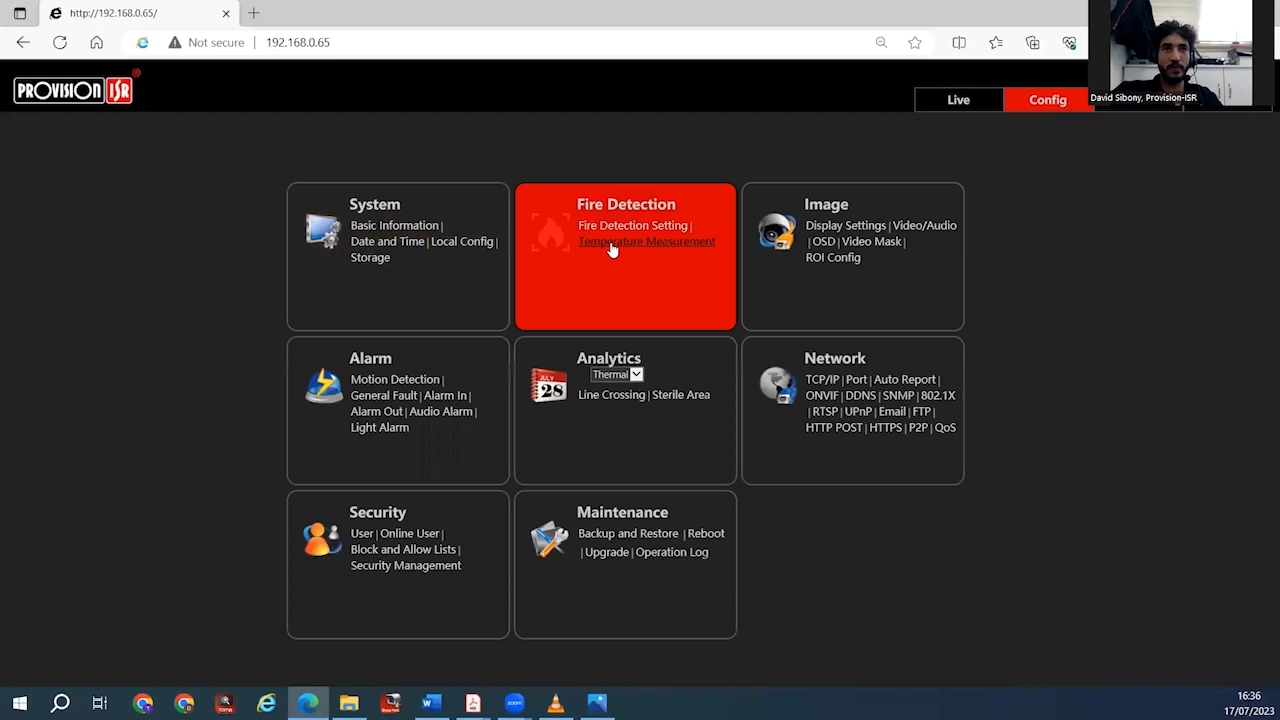 http://192.168.0.65/
Not secure
192.168.0.65
PROVISION ISR
Live
Config
David Sibony, Provision-ISR
System
Basic Information |
Date and Time | Local Config |
Storage
Fire Detection
Fire Detection Setting |
Temperature Measurement
Image
Display Settings | Video/Audio
| OSD | Video Mask |
ROI Config
Alarm
Motion Detection |
General Fault | Alarm In |
Alarm Out | Audio Alarm |
Light Alarm
Analytics
Thermal
JULY
28
Line Crossing | Sterile Area
Network
TCP/IP | Port | Auto Report |
ONVIF | DDNS | SNMP | 802.1X
| RTSP | UPnP | Email | FTP |
HTTP POST | HTTPS | P2P | QoS
Security
User | Online User |
Block and Allow Lists |
Security Management
Maintenance
Backup and Restore | Reboot
| Upgrade | Operation Log
zoom
16:36
17/07/2023